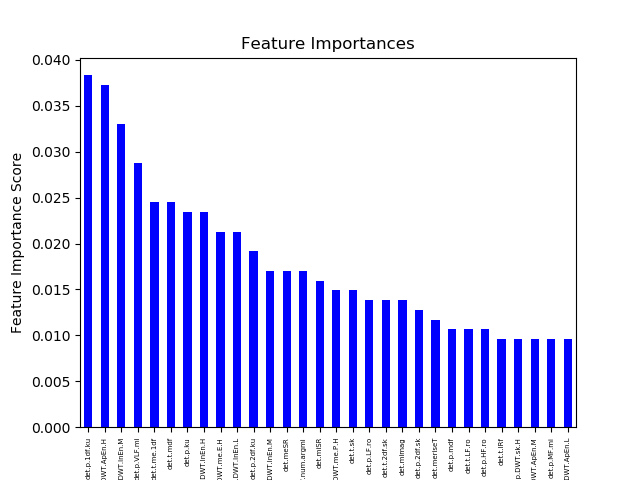 Feature Importances
Feature Importance Score
0.040
0.035
0.030
0.025
0.020
0.015
0.010
0.005
0.000
det.p.1df.ku
DWT.ApEn.H
DWT.InEn.M
det.p.VLF.mi
det.t.me.1df
det.t.mdf
det.p.ku
DWT.InEn.H
DWT.me.E.H
.DWT.InEn.L
det.p.2df.ku
DWT.InEn.M
det.meSR
.num.argmi
det.miSR
DWT.me.P.H
det.t.sk
det.p.LF.ro
det.t.2df.sk
det.mimag
det.p.2df.sk
det.meriseT
det.p.mdf
det.t.LF.ro
det.p.HF.ro
det.t.IRf
p.DWT.sk.H
DWT.ApEn.M
det.p.MF.mi
DWT.ApEn.L